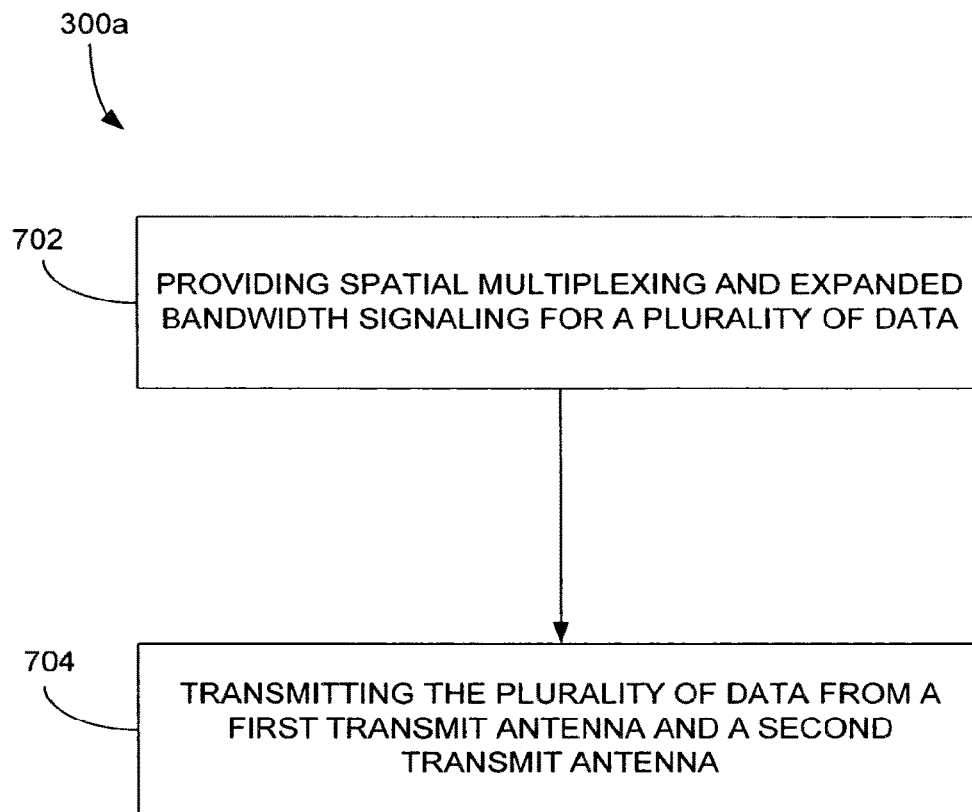 300a
702
PROVIDING SPATIAL MULTIPLEXING AND EXPANDED
BANDWIDTH SIGNALING FOR A PLURALITY OF DATA
704
TRANSMITTING THE PLURALITY OF DATA FROM A
FIRST TRANSMIT ANTENNA AND A SECOND
TRANSMIT ANTENNA